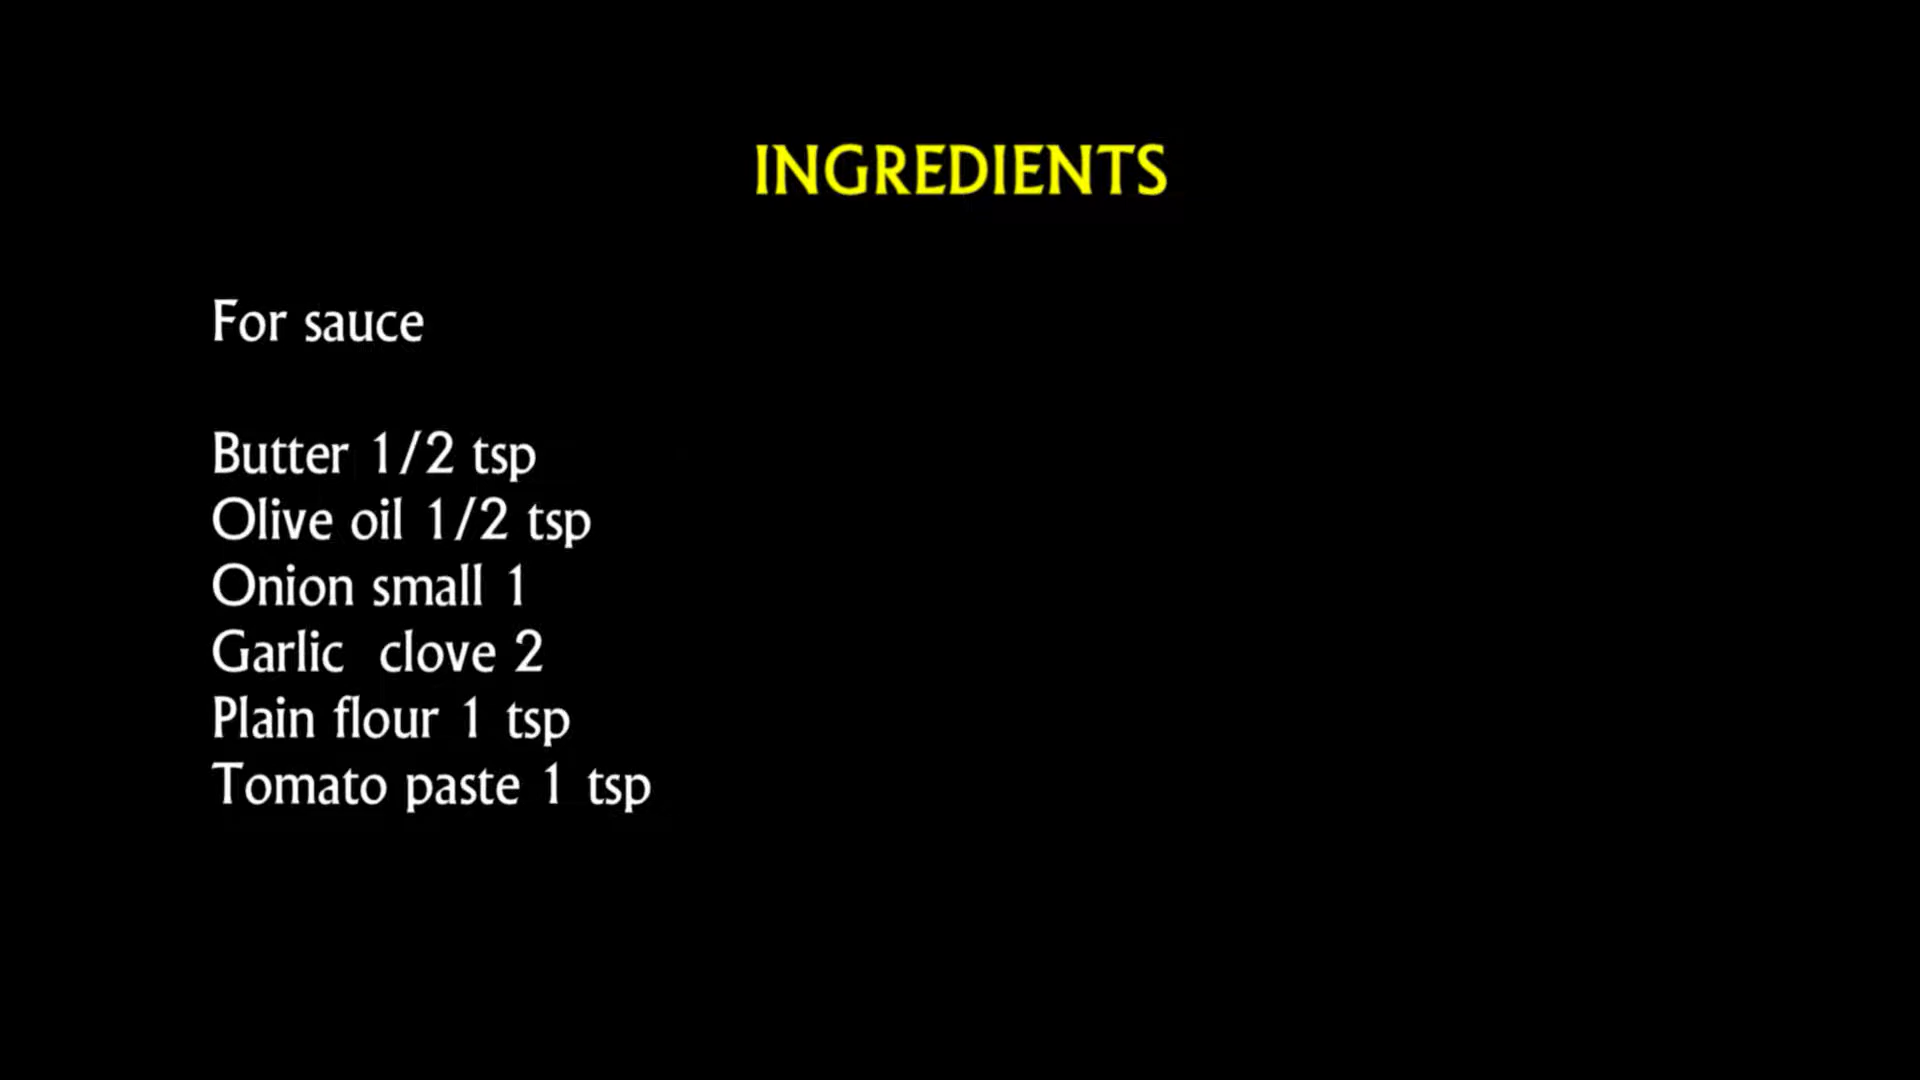 INGREDIENTS
For sauce
Butter 1/2 tsp
Olive oil 1/2 tsp
Onion small 1
Garlic  clove 2
Plain flour 1 tsp
Tomato paste 1 tsp